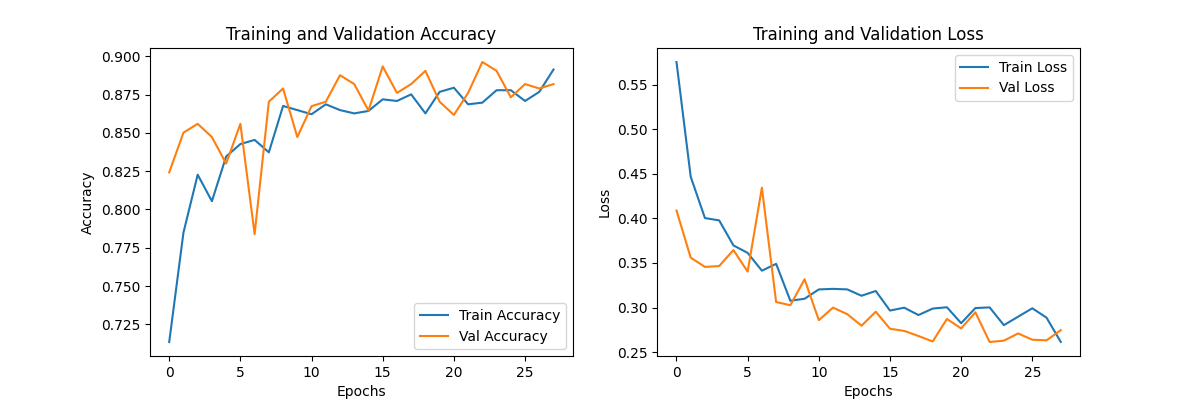 Training and Validation Accuracy
Accuracy
0.900
0.875
0.850
0.825
0.800
0.775
0.750
0.725
Train Accuracy
Val Accuracy
0 5 10 15 20 25
Epochs
Training and Validation Loss
Loss
0.55
0.50
0.45
0.40
0.35
0.30
0.25
Train Loss
Val Loss
0 5 10 15 20 25
Epochs